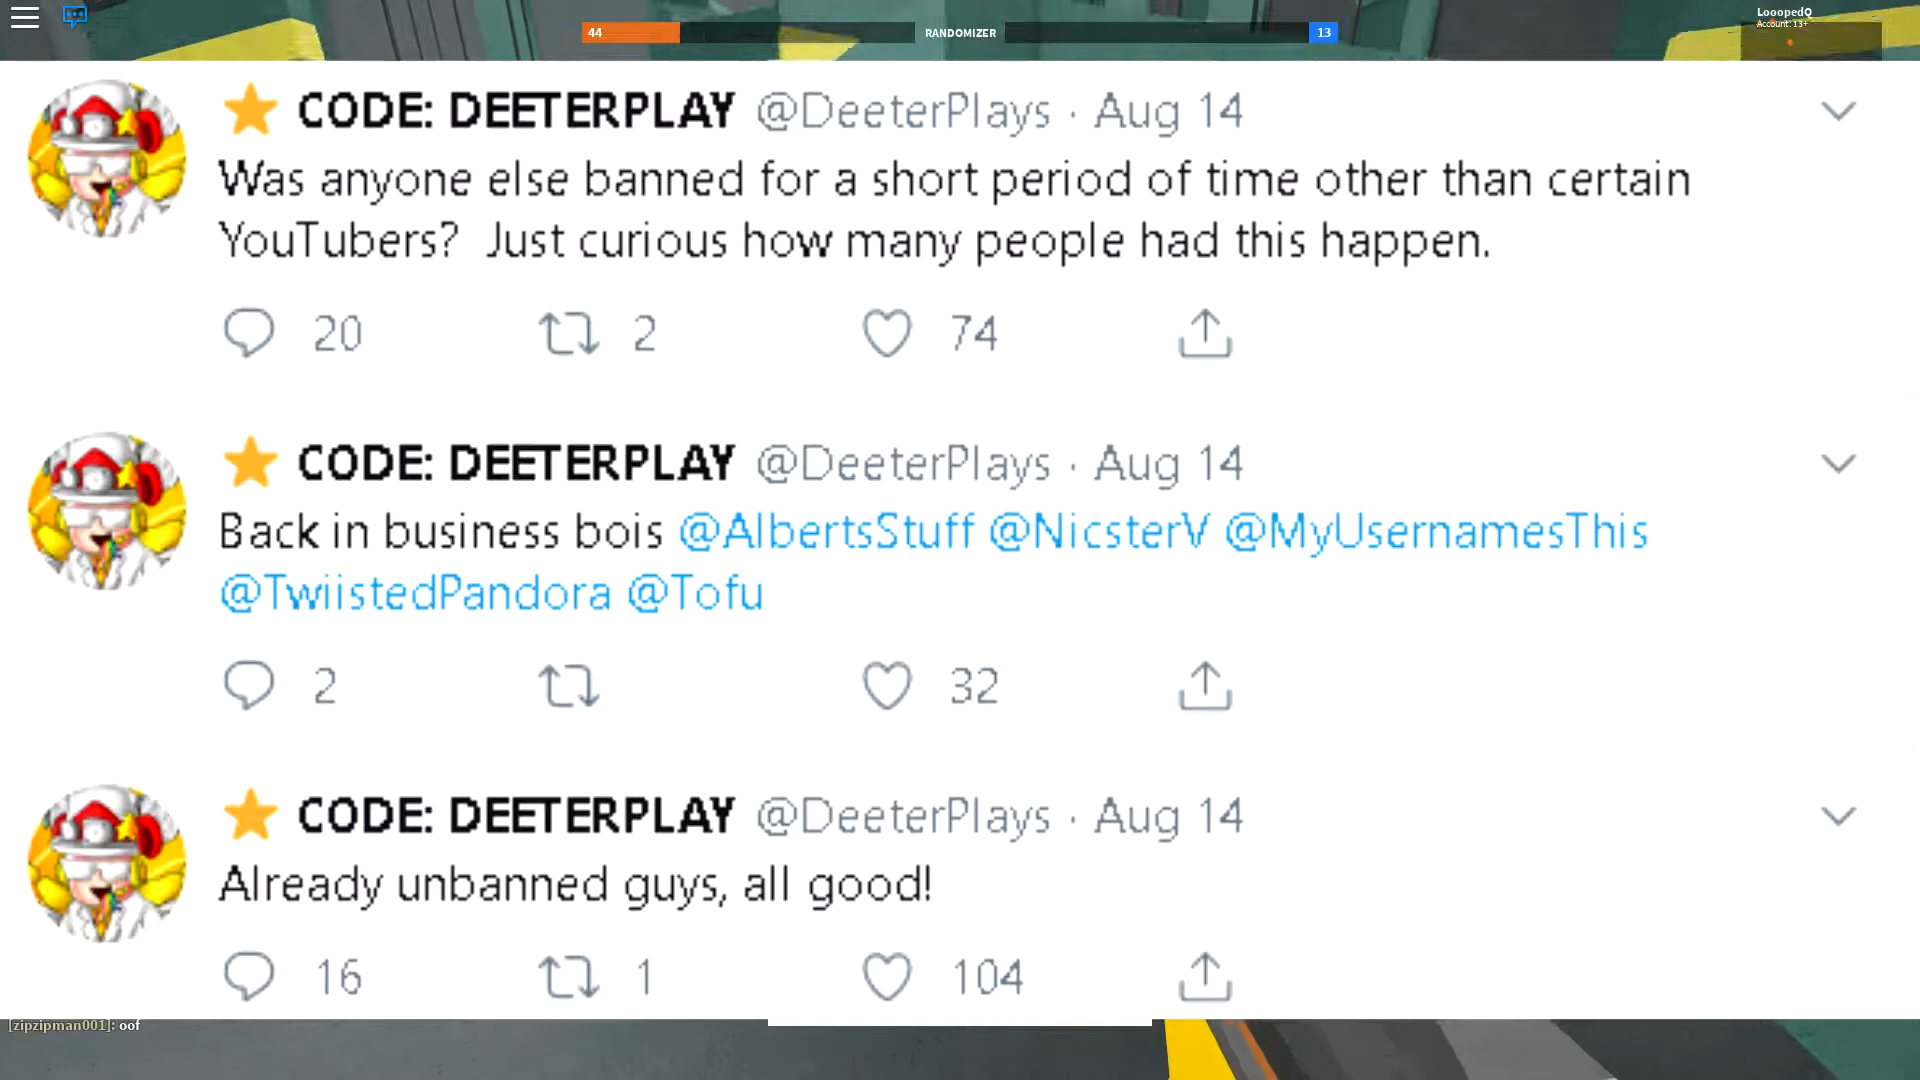 44 RANDOMIZER 13
LooopedQ
Account: 13+
CODE: DEETERPLAY @DeeterPlays · Aug 14
Was anyone else banned for a short period of time other than certain
YouTubers? Just curious how many people had this happen.
20 2 74
CODE: DEETERPLAY @DeeterPlays · Aug 14
Back in business bois @AlbertsStuff @NicsterV @MyUsernamesThis
@TwiistedPandora @Tofu
2 32
CODE: DEETERPLAY @DeeterPlays · Aug 14
Already unbanned guys, all good!
16 1 104
[zipzipman001]: oof